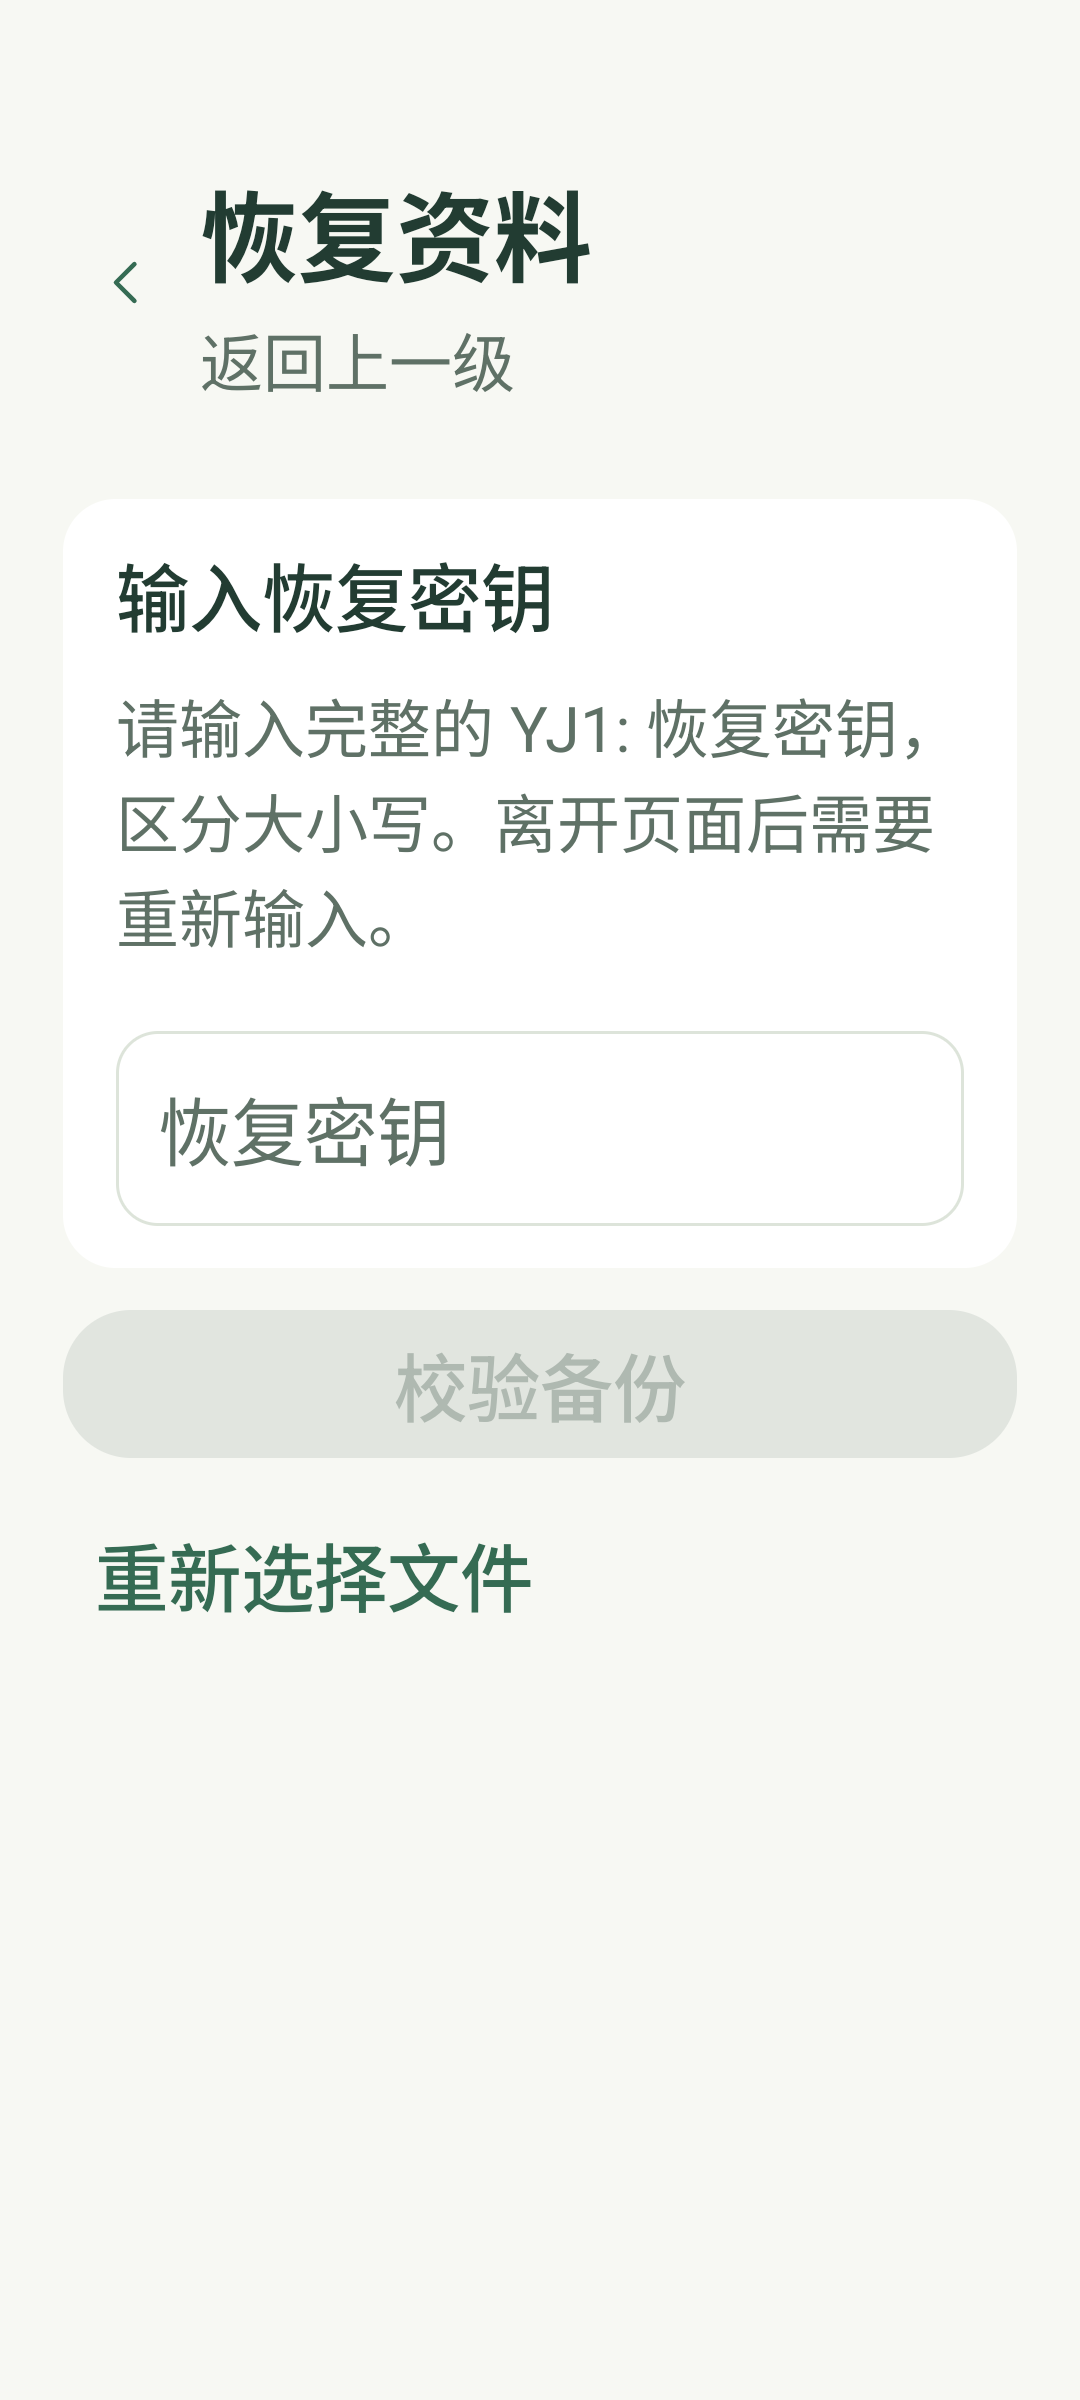 恢复资料
返回上一级
输入恢复密钥
请输入完整的 YJ1: 恢复密钥，
区分大小写。离开页面后需要
重新输入。
恢复密钥
校验备份
重新选择文件